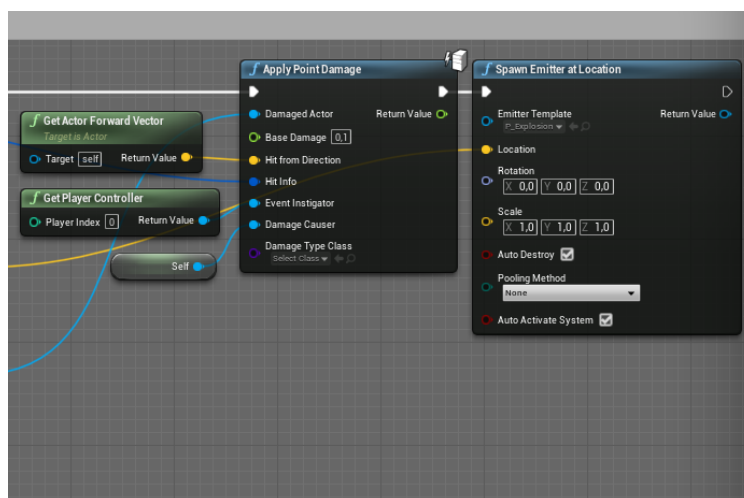 Apply Point Damage
Damaged Actor Return Value
Base Damage 0,1
Hit from Direction
Hit Info
Event Instigator
Damage Causer
Damage Type Class
Select Class
Get Actor Forward Vector
Target is Actor
Target self Return Value
Get Player Controller
Player Index 0 Return Value
Self
Spawn Emitter at Location
Emitter Template Return Value
P_Explosion
Location
Rotation
X 0,0 Y 0,0 Z 0,0
Scale
X 1,0 Y 1,0 Z 1,0
Auto Destroy
Pooling Method
None
Auto Activate System